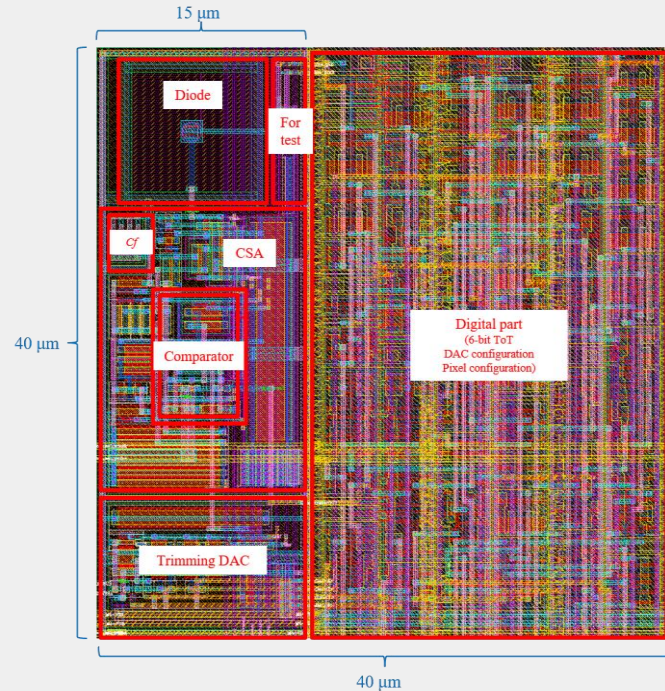 15 μm
Diode
For
test
Cf
CSA
40 μm
Comparator
Digital part
(6-bit ToT
DAC configuration
Pixel configuration)
Trimming DAC
40 μm